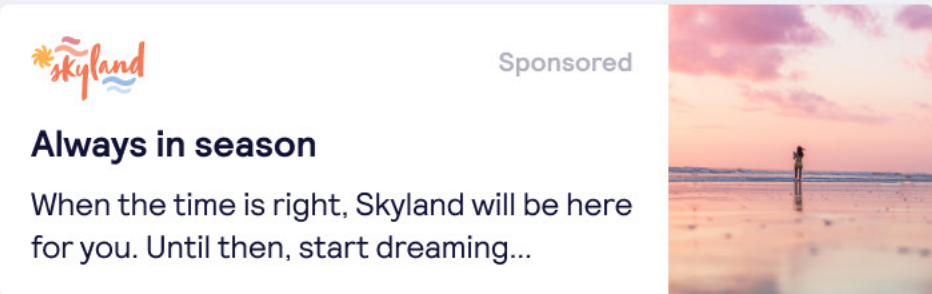 skyland
Sponsored
Always in season
When the time is right, Skyland will be here
for you. Until then, start dreaming...